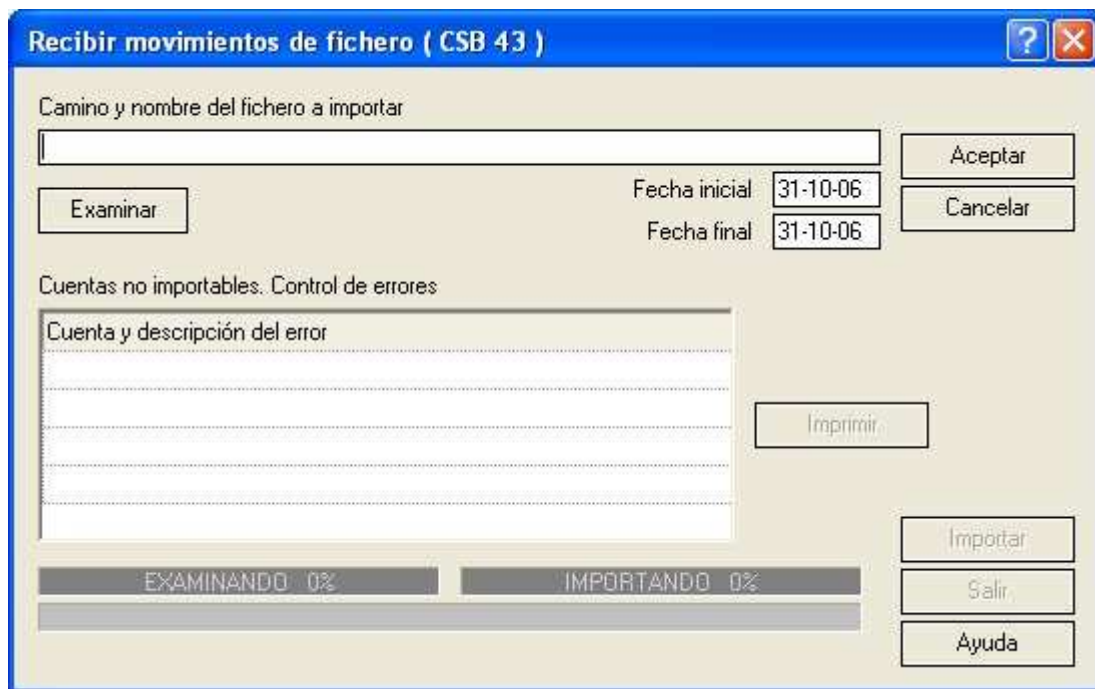 Recibir movimientos de fichero ( CSB 43 )
Camino y nombre del fichero a importar
Aceptar
Examinar
Fecha inicial 31-10-06
Cancelar
Fecha final 31-10-06
Cuentas no importables. Control de errores
Cuenta y descripción del error
Imprimir
Importar
EXAMINANDO 0% IMPORTANDO 0%
Salir
Ayuda